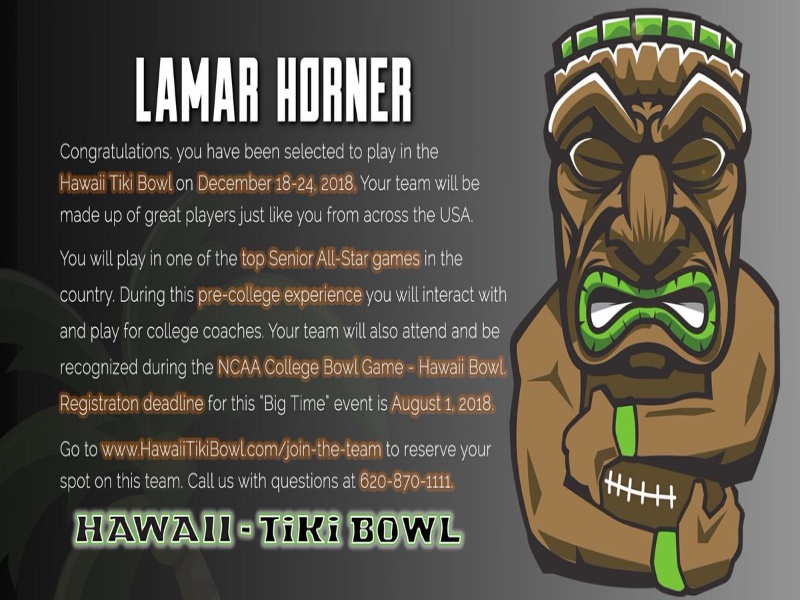 LAMAR HORNER
Congratulations, you have been selected to play in the
Hawaii Tiki Bowl on December 18-24, 2018. Your team will be
made up of great players just like you from across the USA.
You will play in one of the top Senior All-Star games in the
country. During this pre-college experience you will interact with
and play for college coaches. Your team will also attend and be
recognized during the NCAA College Bowl Game - Hawaii Bowl.
Registraton deadline for this "Big Time" event is August 1, 2018.
Go to www.HawaiiTikiBowl.com/join-the-team to reserve your
spot on this team. Call us with questions at 620-870-1111.
HAWAII - TiKi BOWL